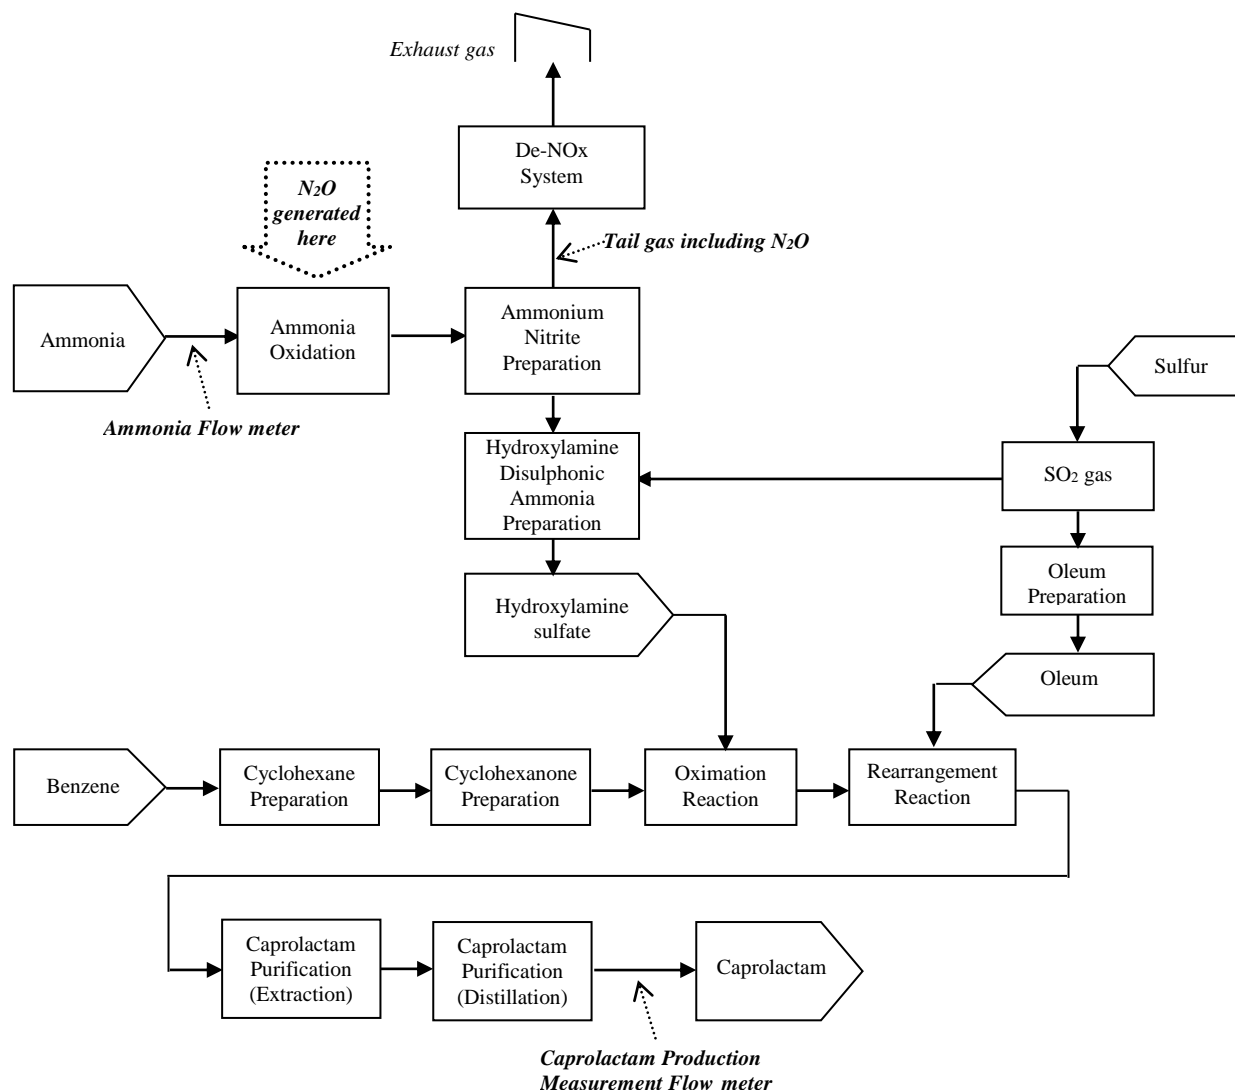 Exhaust gas
De-NOx
System
N₂O
generated
here
Tail gas including N₂O
Ammonia
Ammonia
Oxidation
Ammonium
Nitrite
Preparation
Sulfur
Ammonia Flow meter
Hydroxylamine
Disulphonic
Ammonia
Preparation
SO₂ gas
Oleum
Preparation
Hydroxylamine
sulfate
Oleum
Benzene
Cyclohexane
Preparation
Cyclohexanone
Preparation
Oximation
Reaction
Rearrangement
Reaction
Caprolactam
Purification
(Extraction)
Caprolactam
Purification
(Distillation)
Caprolactam
Caprolactam Production
Measurement Flow meter